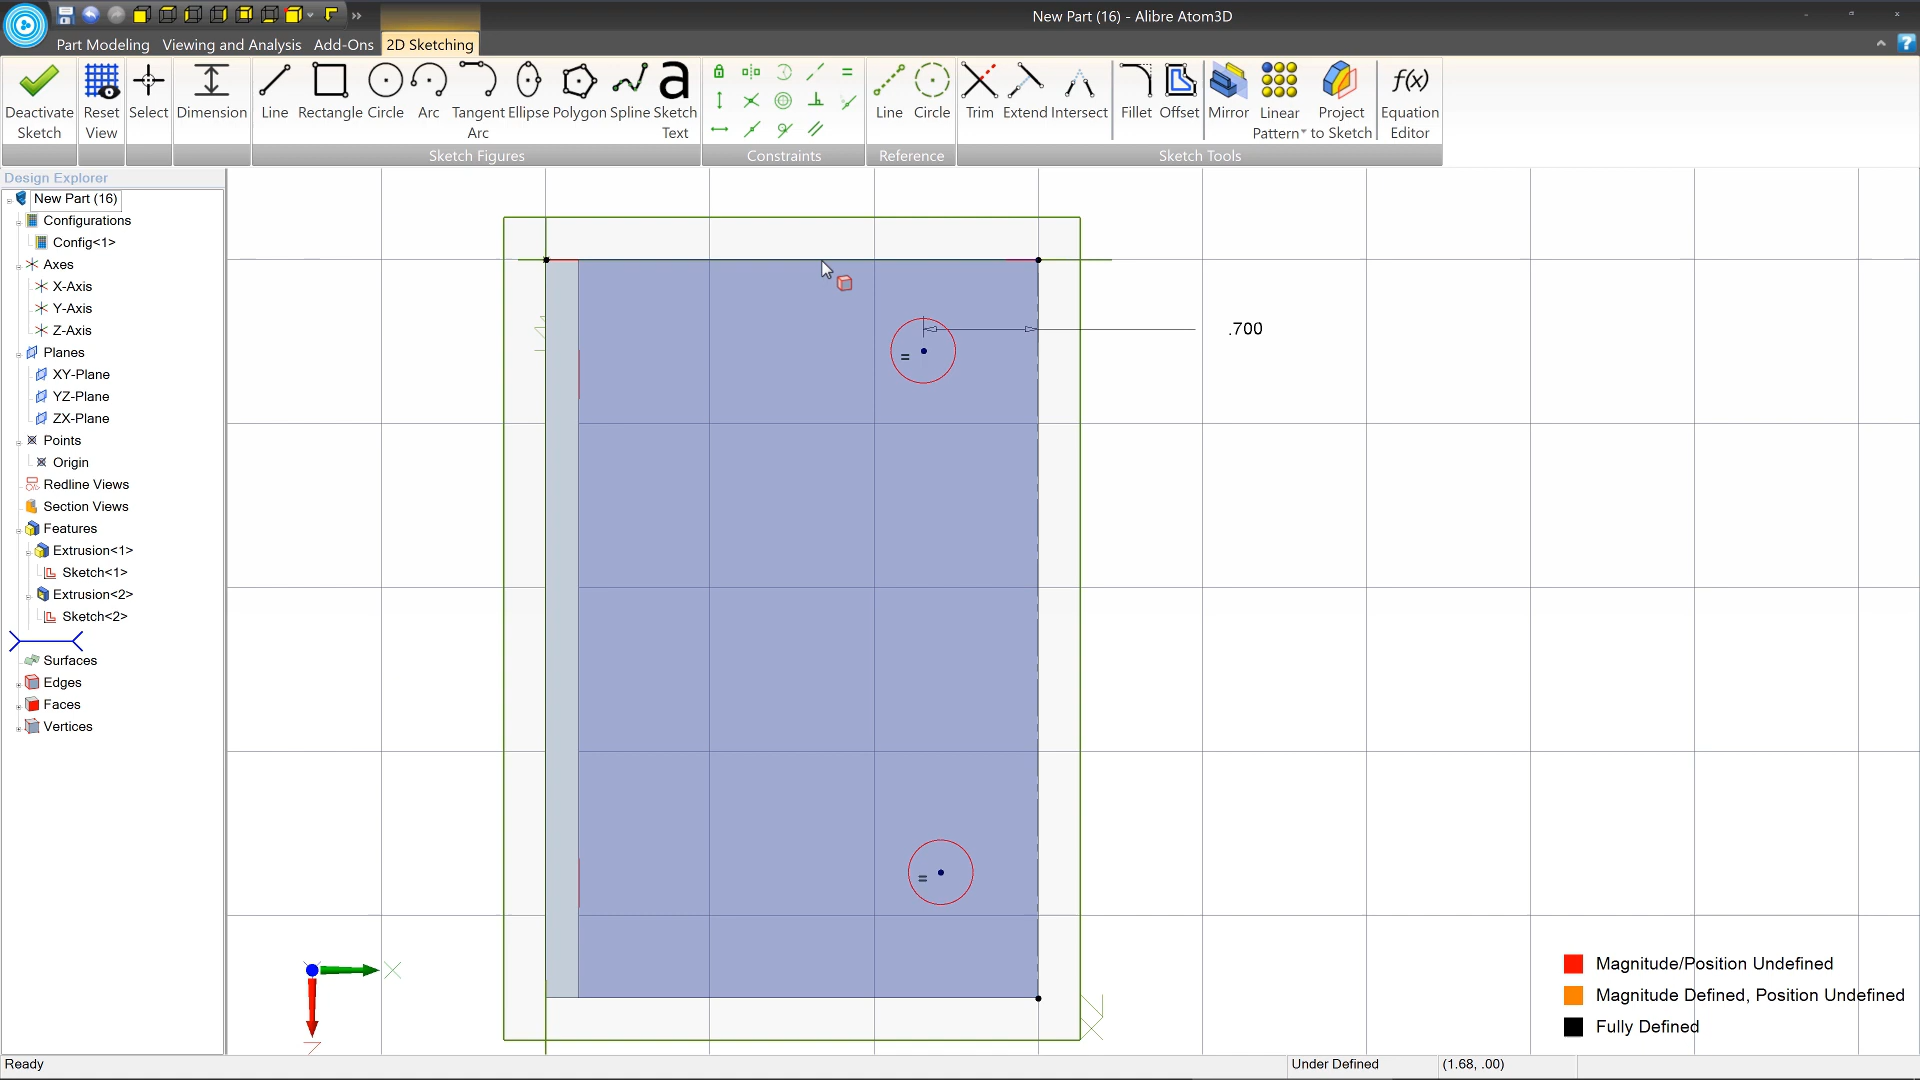 New Part (16) - Alibre Atom3D
Part Modeling Viewing and Analysis Add-Ons 2D Sketching
Deactivate Sketch
Reset View
Select
Dimension
Line
Rectangle
Circle
Arc
Tangent Arc
Ellipse
Polygon
Spline
Sketch Text
Line
Circle
Trim
Extend
Intersect
Fillet
Offset
Mirror
Linear Pattern
Project to Sketch
f(x)
Equation Editor
Sketch Figures
Constraints
Reference
Sketch Tools
Design Explorer
New Part (16)
Configurations
Config<1>
Axes
X-Axis
Y-Axis
Z-Axis
Planes
XY-Plane
YZ-Plane
ZX-Plane
Points
Origin
Redline Views
Section Views
Features
Extrusion<1>
Sketch<1>
Extrusion<2>
Sketch<2>
Surfaces
Edges
Faces
Vertices
.700
=
=
X
Z
Magnitude/Position Undefined
Magnitude Defined, Position Undefined
Fully Defined
Ready
Under Defined
(1.68, .00)